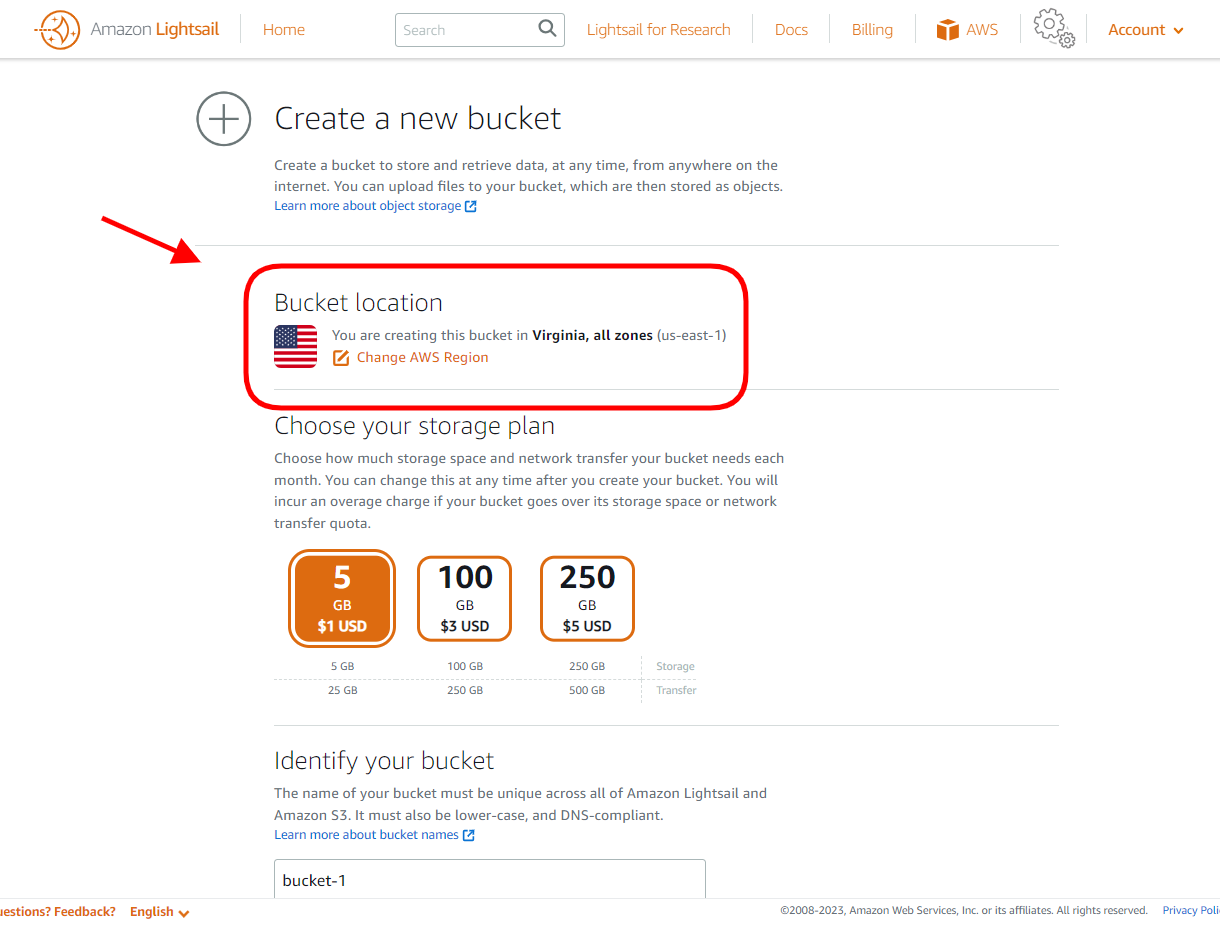 Amazon Lightsail
Home
Search
Lightsail for Research
Docs
Billing
AWS
Account
Create a new bucket
Create a bucket to store and retrieve data, at any time, from anywhere on the
internet. You can upload files to your bucket, which are then stored as objects.
Learn more about object storage
Bucket location
You are creating this bucket in Virginia, all zones (us-east-1)
Change AWS Region
Choose your storage plan
Choose how much storage space and network transfer your bucket needs each
month. You can change this at any time after you create your bucket. You will
incur an overage charge if your bucket goes over its storage space or network
transfer quota.
5 100 250
GB GB GB
$1 USD $3 USD $5 USD
5 GB 100 GB 250 GB Storage
25 GB 250 GB 500 GB Transfer
Identify your bucket
The name of your bucket must be unique across all of Amazon Lightsail and
Amazon S3. It must also be lower-case, and DNS-compliant.
Learn more about bucket names
bucket-1
uestions? Feedback? English ©2008-2023, Amazon Web Services, Inc. or its affiliates. All rights reserved. Privacy Poli